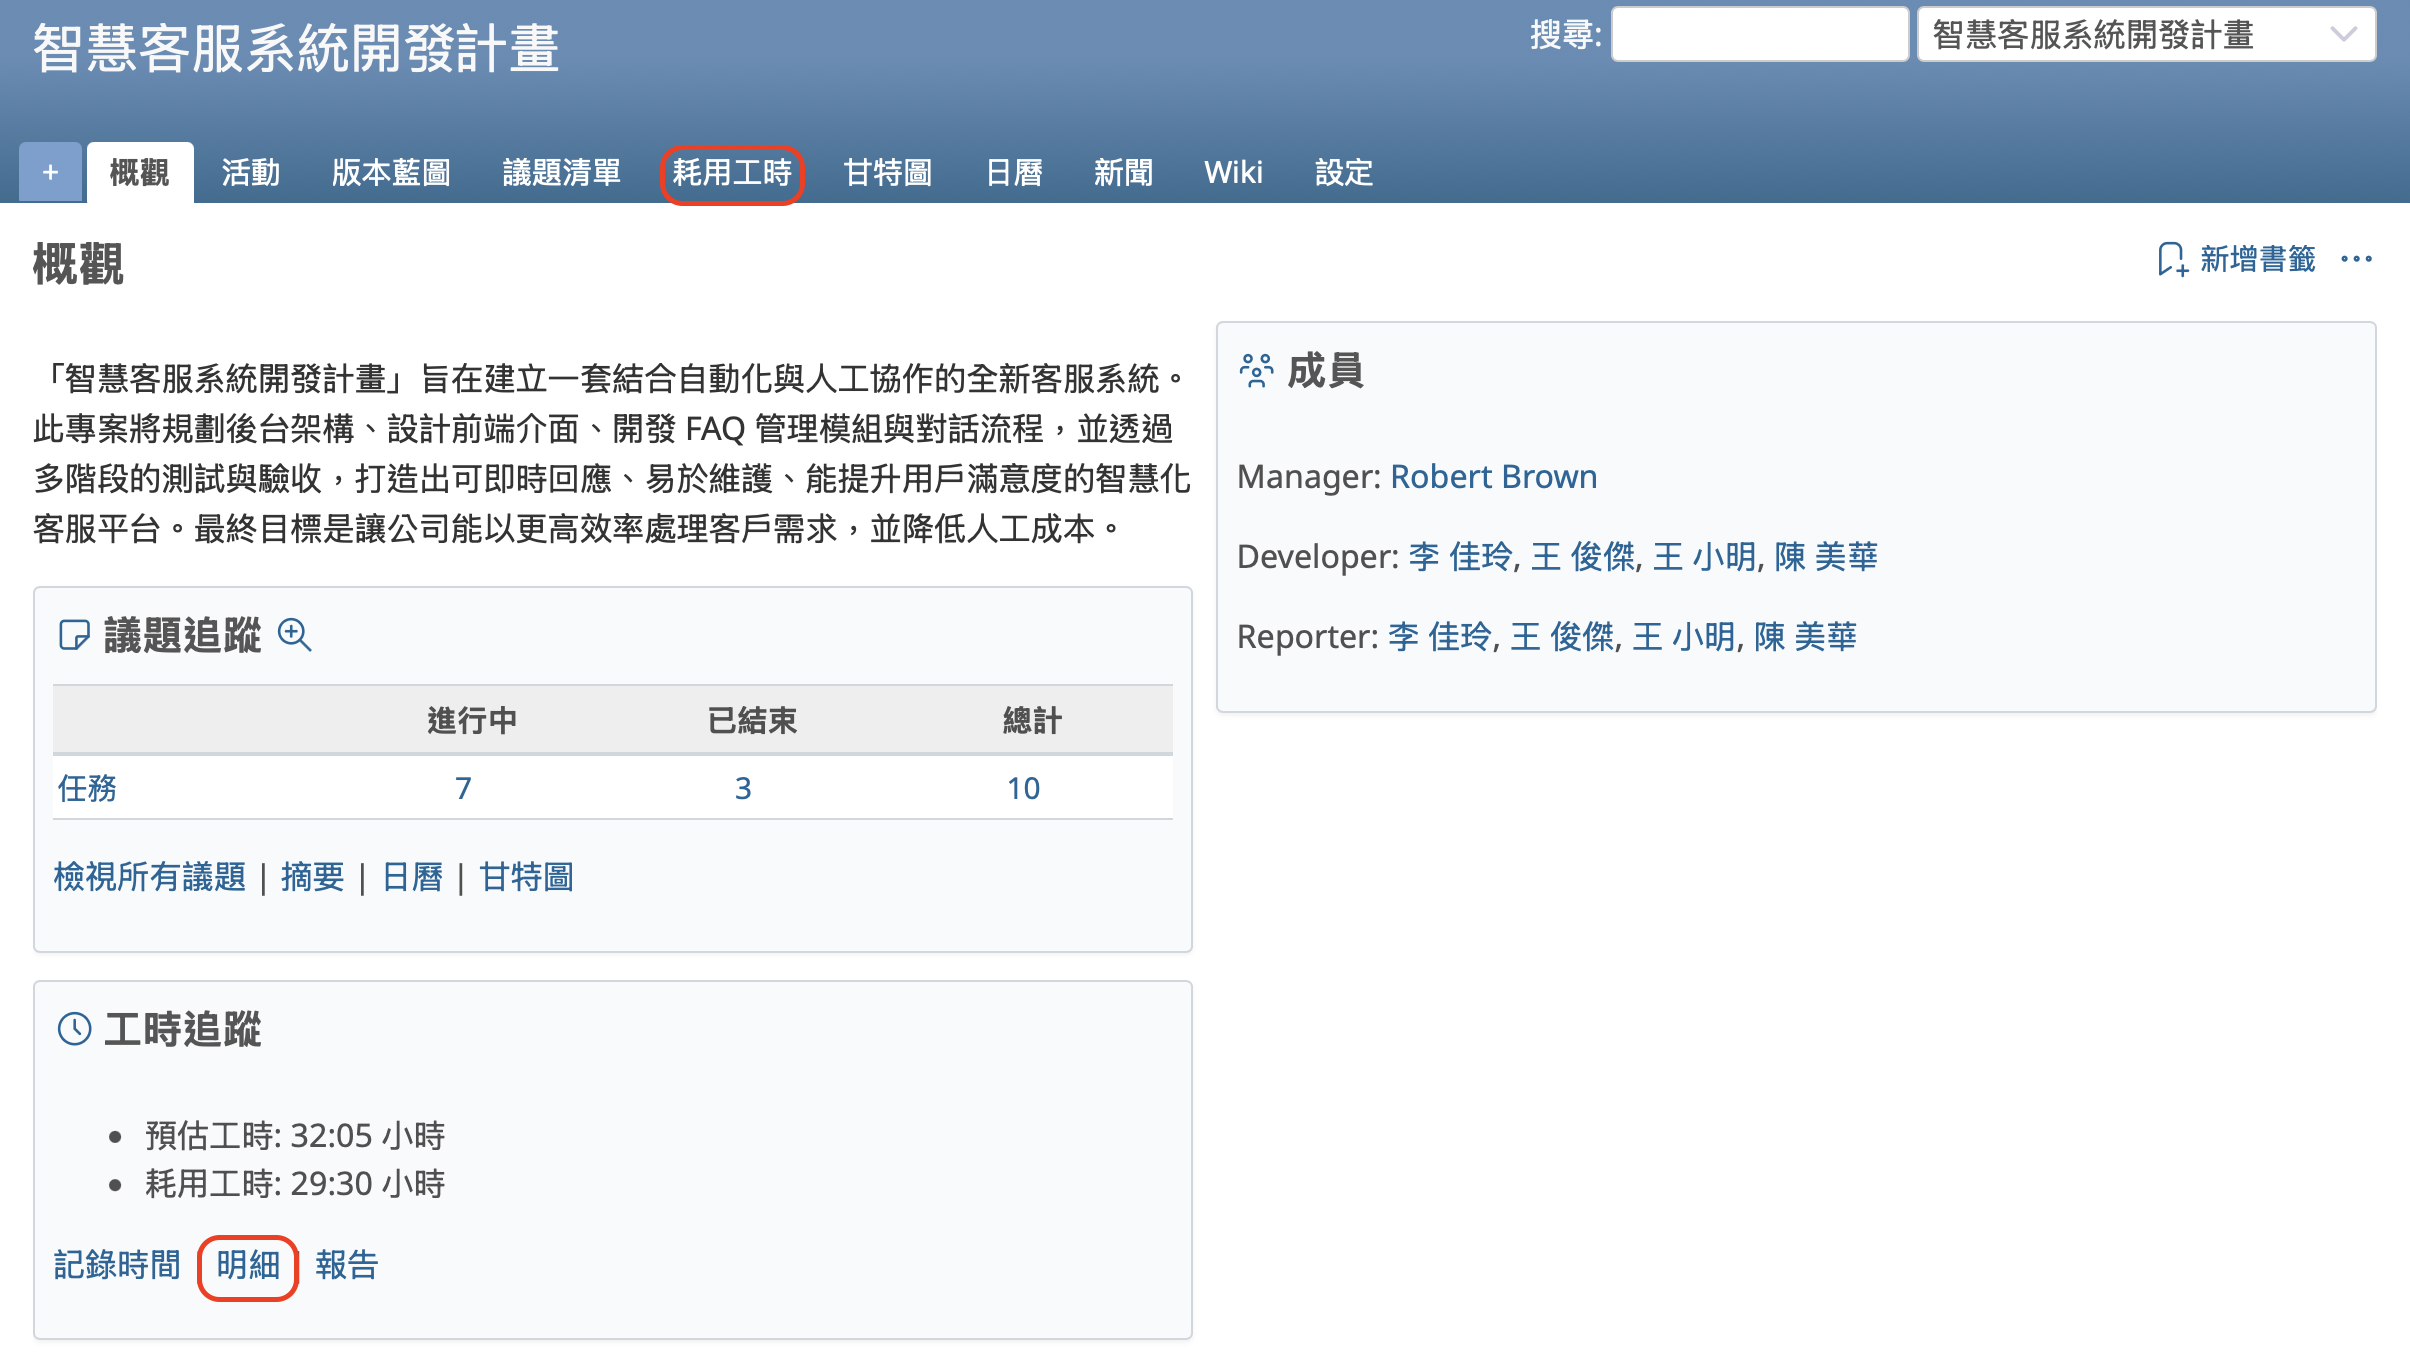 智慧客服系統開發計畫
搜尋:
智慧客服系統開發計畫
+ 概觀 活動 版本藍圖 議題清單 耗用工時 甘特圖 日曆 新聞 Wiki 設定
概觀
新增書籤 ...
「智慧客服系統開發計畫」旨在建立一套結合自動化與人工協作的全新客服系統。
此專案將規劃後台架構、設計前端介面、開發 FAQ 管理模組與對話流程，並透過
多階段的測試與驗收，打造出可即時回應、易於維護、能提升用戶滿意度的智慧化
客服平台。最終目標是讓公司能以更高效率處理客戶需求，並降低人工成本。
議題追蹤
進行中 已結束 總計
任務 7 3 10
檢視所有議題 | 摘要 | 日曆 | 甘特圖
工時追蹤
• 預估工時: 32:05 小時
• 耗用工時: 29:30 小時
記錄時間 明細 報告
成員
Manager: Robert Brown
Developer: 李 佳玲, 王 俊傑, 王 小明, 陳 美華
Reporter: 李 佳玲, 王 俊傑, 王 小明, 陳 美華